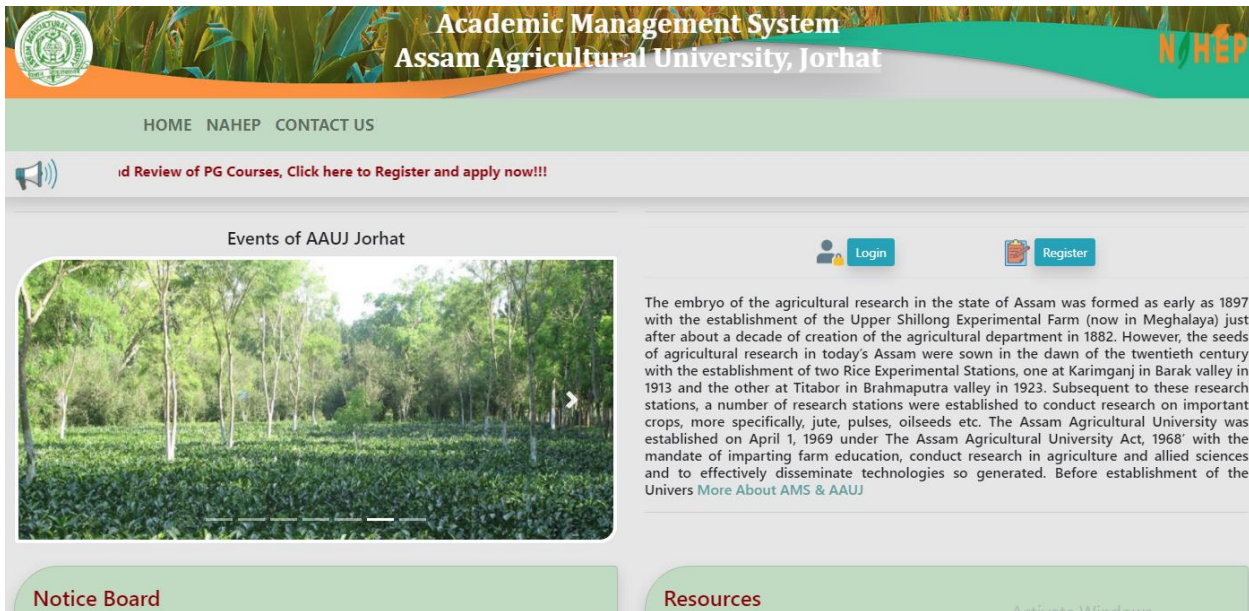 Academic Management System
Assam Agricultural University, Jorhat
NAHEP
HOME NAHEP CONTACT US
d Review of PG Courses, Click here to Register and apply now!!!
Events of AAUJ Jorhat
Login
Register
The embryo of the agricultural research in the state of Assam was formed as early as 1897
with the establishment of the Upper Shillong Experimental Farm (now in Meghalaya) just
after about a decade of creation of the agricultural department in 1882. However, the seeds
of agricultural research in today's Assam were sown in the dawn of the twentieth century
with the establishment of two Rice Experimental Stations, one at Karimganj in Barak valley in
1913 and the other at Titabor in Brahmaputra valley in 1923. Subsequent to these research
stations, a number of research stations were established to conduct research on important
crops, more specifically, jute, pulses, oilseeds etc. The Assam Agricultural University was
established on April 1, 1969 under The Assam Agricultural University Act, 1968' with the
mandate of imparting farm education, conduct research in agriculture and allied sciences
and to effectively disseminate technologies so generated. Before establishment of the
Univers More About AMS & AAUJ
Notice Board
Resources
Activate Windows